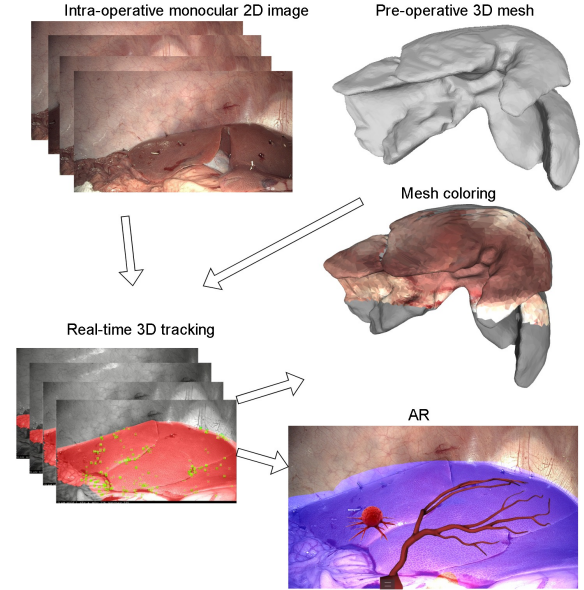 Intra-operative monocular 2D image
Pre-operative 3D mesh
Mesh coloring
Real-time 3D tracking
AR